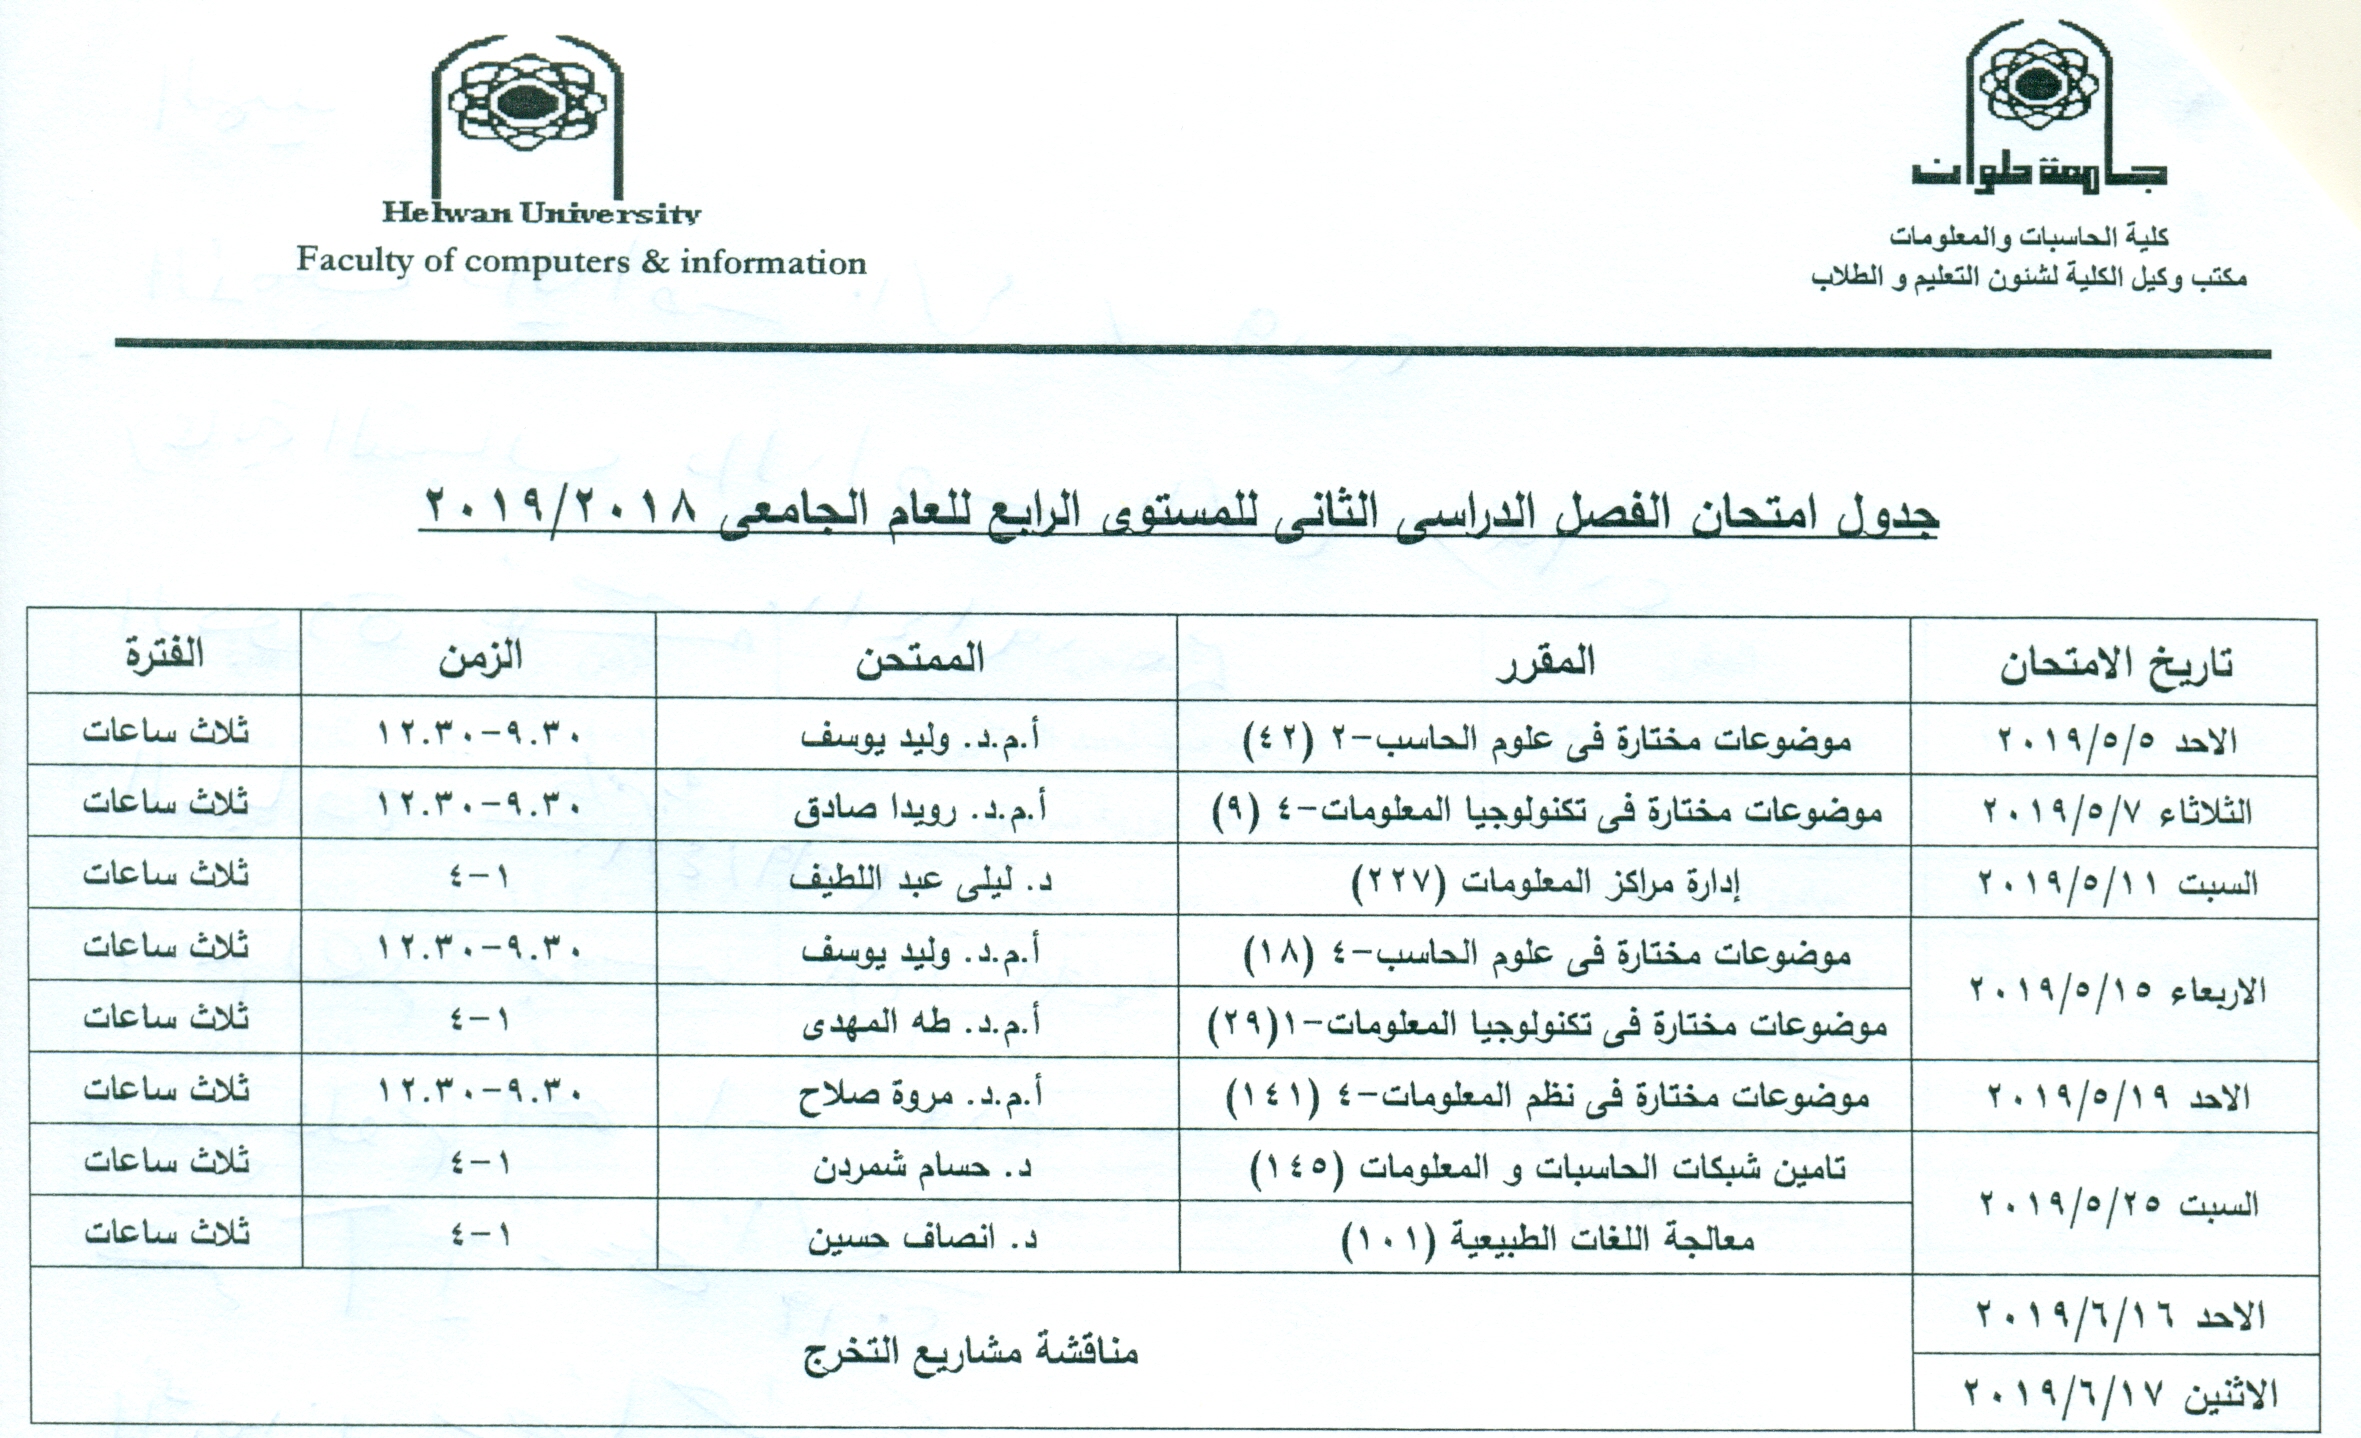 Helwan University
Faculty of computers & information
جامعة حلوان
كلية الحاسبات والمعلومات
مكتب وكيل الكلية لشئون التعليم و الطلاب
جدول امتحان الفصل الدراسى الثانى للمستوى الرابع للعام الجامعى ٢٠١٩/٢٠١٨
تاريخ الامتحان المقرر الممتحن الزمن الفترة
الاحد ٢٠١٩/٥/٥ موضوعات مختارة فى علوم الحاسب-٢ (٤٢) أ.م.د. وليد يوسف ٩.٣٠-١٢.٣٠ ثلاث ساعات
الثلاثاء ٢٠١٩/٥/٧ موضوعات مختارة فى تكنولوجيا المعلومات-٤ (٩) أ.م.د. رويدا صادق ٩.٣٠-١٢.٣٠ ثلاث ساعات
السبت ٢٠١٩/٥/١١ إدارة مراكز المعلومات (٢٢٧) د. ليلى عبد اللطيف ١-٤ ثلاث ساعات
الاربعاء ٢٠١٩/٥/١٥ موضوعات مختارة فى علوم الحاسب-٤ (١٨) أ.م.د. وليد يوسف ٩.٣٠-١٢.٣٠ ثلاث ساعات
موضوعات مختارة فى تكنولوجيا المعلومات-١(٢٩) أ.م.د. طه المهدى ١-٤ ثلاث ساعات
الاحد ٢٠١٩/٥/١٩ موضوعات مختارة فى نظم المعلومات-٤ (١٤١) أ.م.د. مروة صلاح ٩.٣٠-١٢.٣٠ ثلاث ساعات
السبت ٢٠١٩/٥/٢٥ تامين شبكات الحاسبات و المعلومات (١٤٥) د. حسام شمردن ١-٤ ثلاث ساعات
معالجة اللغات الطبيعية (١٠١) د. انصاف حسين ١-٤ ثلاث ساعات
الاحد ٢٠١٩/٦/١٦ مناقشة مشاريع التخرج
الاثنين ٢٠١٩/٦/١٧